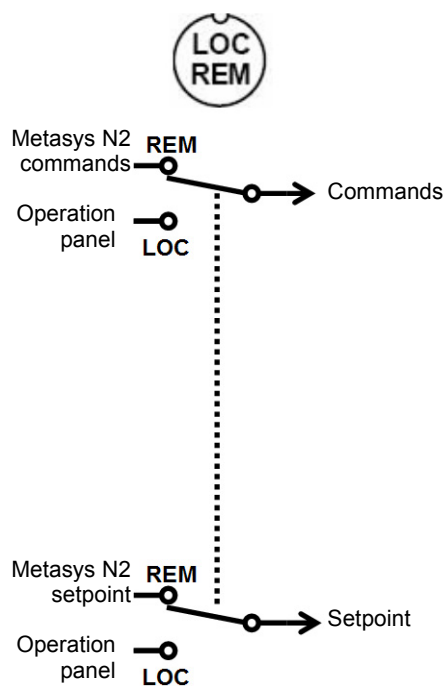 LOC
REM
Metasys N2
commands
REM
Commands
Operation
panel
LOC
Metasys N2
setpoint
REM
Setpoint
Operation
panel
LOC